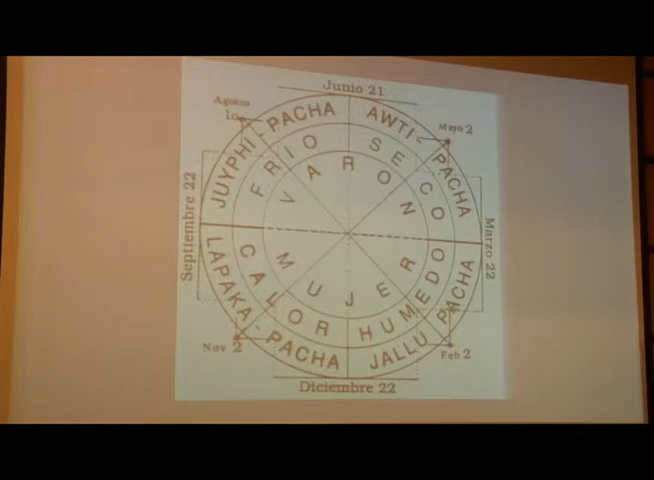 Junio 21
Agosto
1o
Mayo 2
JUYPHI-PACHA
AWTI-PACHA
FRIO
SECO
VARON
Septiembre 22
Marzo 22
MUJER
CALOR
HUMEDO
LAPAKA-PACHA
JALLU PACHA
Nov 2
Feb 2
Diciembre 22